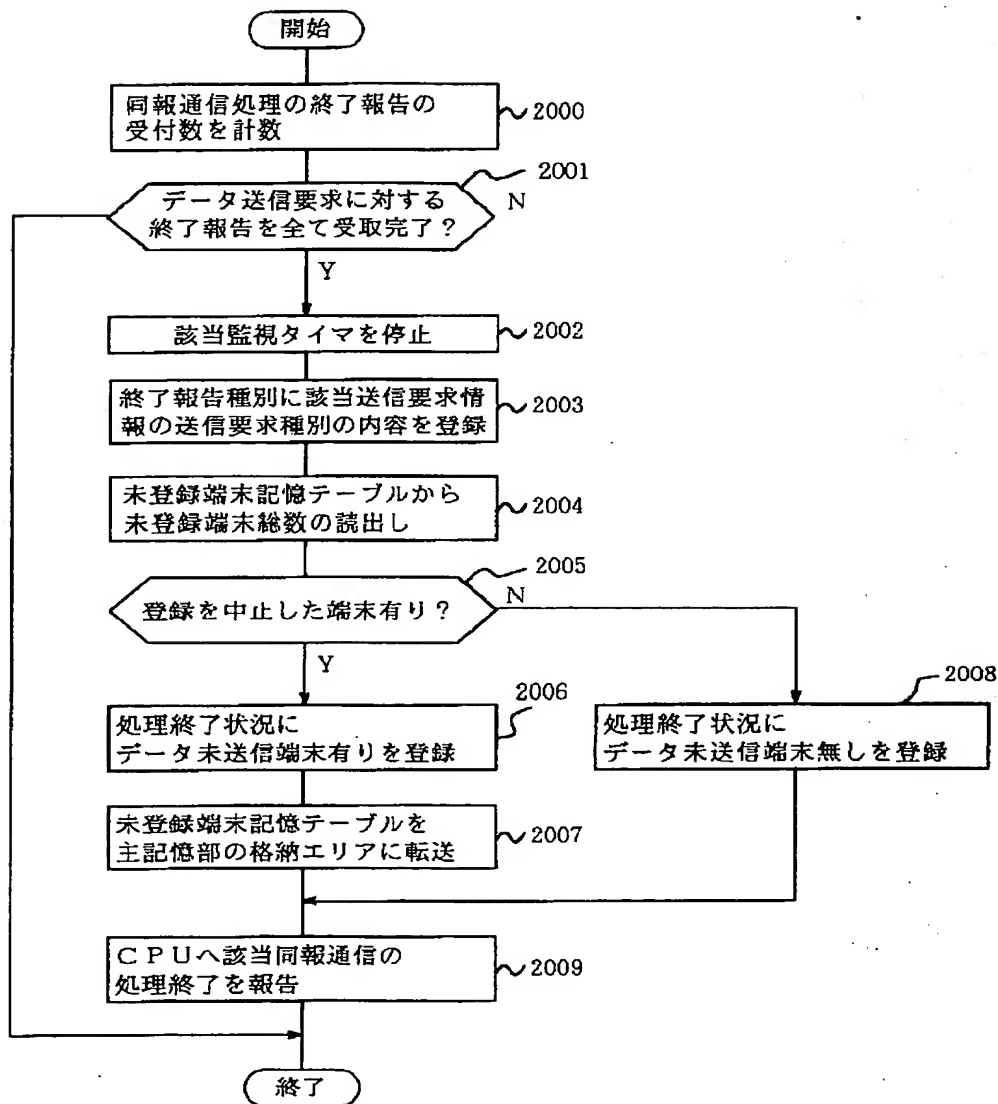 開始
同報通信処理の終了報告の
受付数を計数
2000
2001
データ送信要求に対する
終了報告を全て受取完了？
N
Y
該当監視タイマを停止
2002
終了報告種別に該当送信要求情
報の送信要求種別の内容を登録
2003
未登録端末記憶テーブルから
未登録端末総数の読出し
2004
2005
登録を中止した端末有り？
N
Y
2006
処理終了状況に
データ未送信端末有りを登録
2008
処理終了状況に
データ未送信端末無しを登録
未登録端末記憶テーブルを
主記憶部の格納エリアに転送
2007
ＣＰＵへ該当同報通信の
処理終了を報告
2009
終了